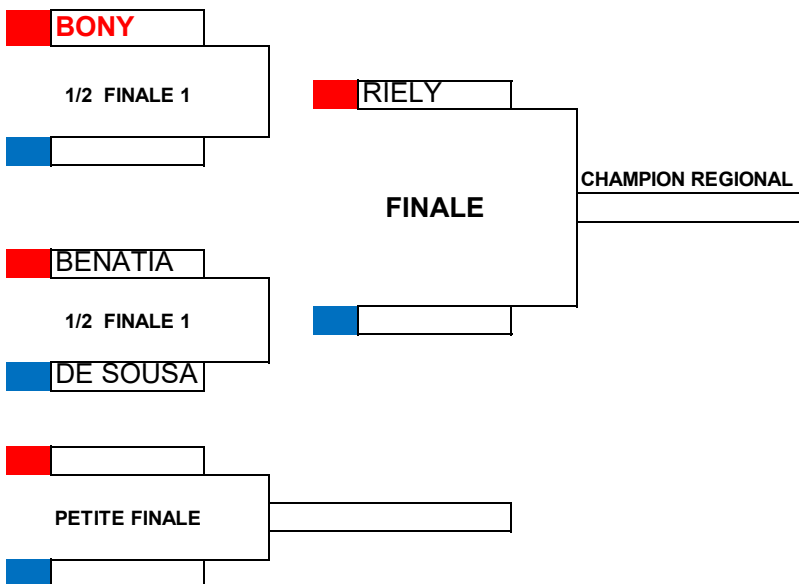 BONY
1/2 FINALE 1
RIELY
CHAMPION REGIONAL
FINALE
BENATIA
1/2 FINALE 1
DE SOUSA
PETITE FINALE